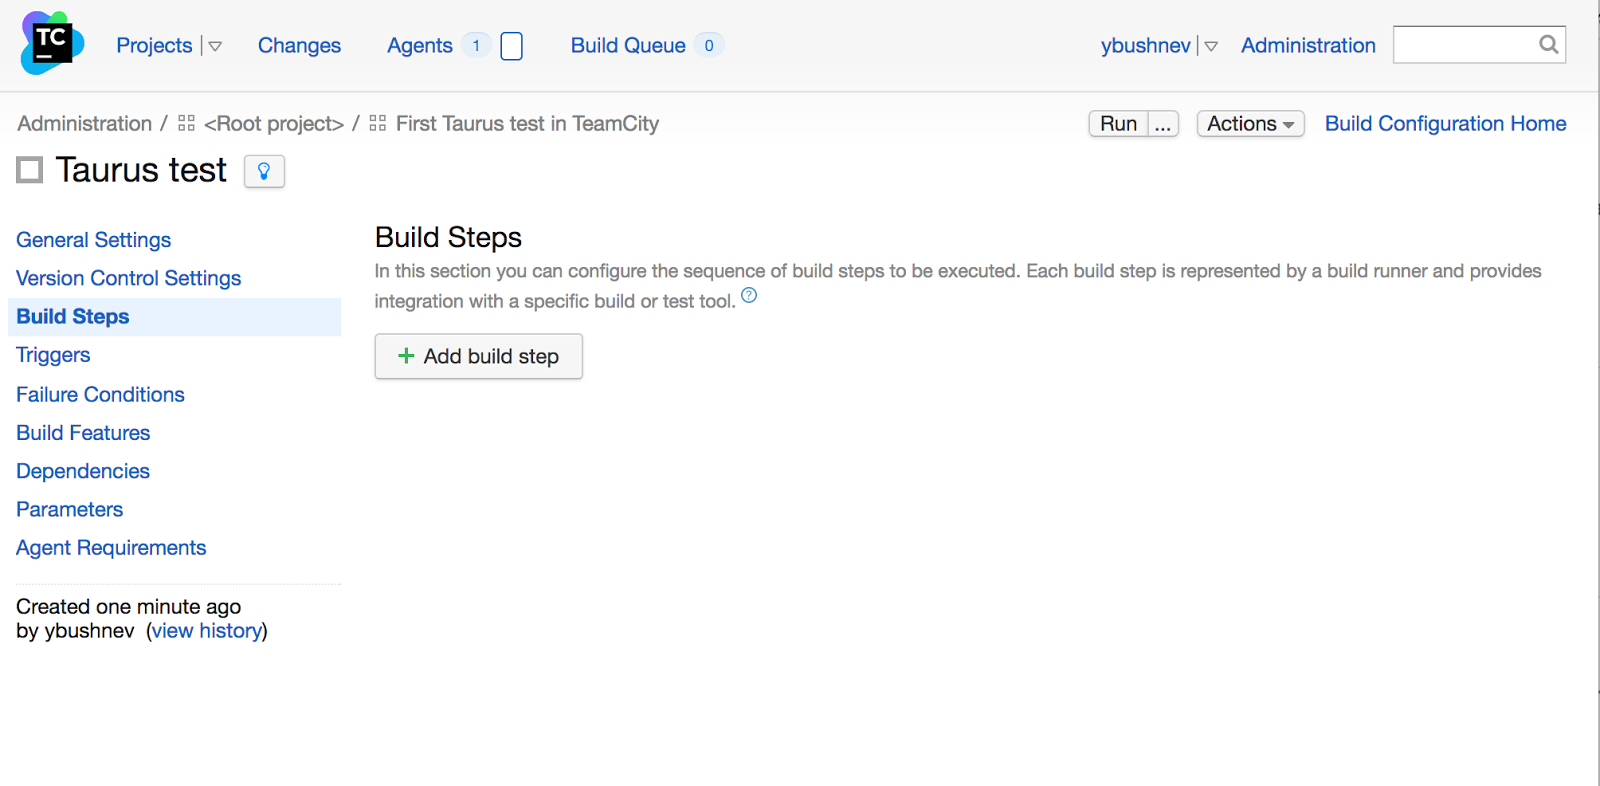 TC
Projects
Changes
Agents 1
Build Queue 0
ybushnev
Administration
Administration / <Root project> / First Taurus test in TeamCity
Run ...
Actions
Build Configuration Home
Taurus test
General Settings
Version Control Settings
Build Steps
Triggers
Failure Conditions
Build Features
Dependencies
Parameters
Agent Requirements
Created one minute ago
by ybushnev (view history)
Build Steps
In this section you can configure the sequence of build steps to be executed. Each build step is represented by a build runner and provides
integration with a specific build or test tool. ?
+ Add build step